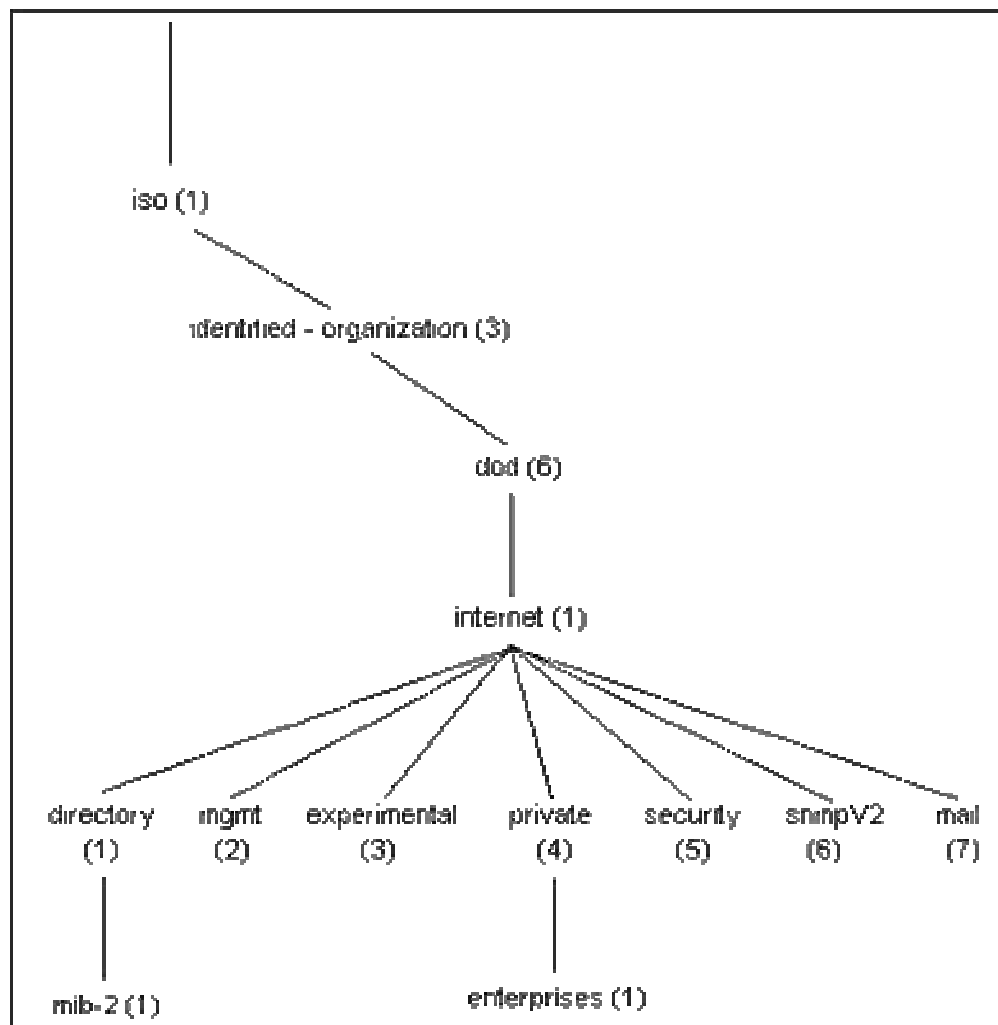 iso (1)
identified - organization (3)
dod (6)
internet (1)
directory mgmt experimental private security snmpV2 mail
(1) (2) (3) (4) (5) (6) (7)
mib-2 (1) enterprises (1)